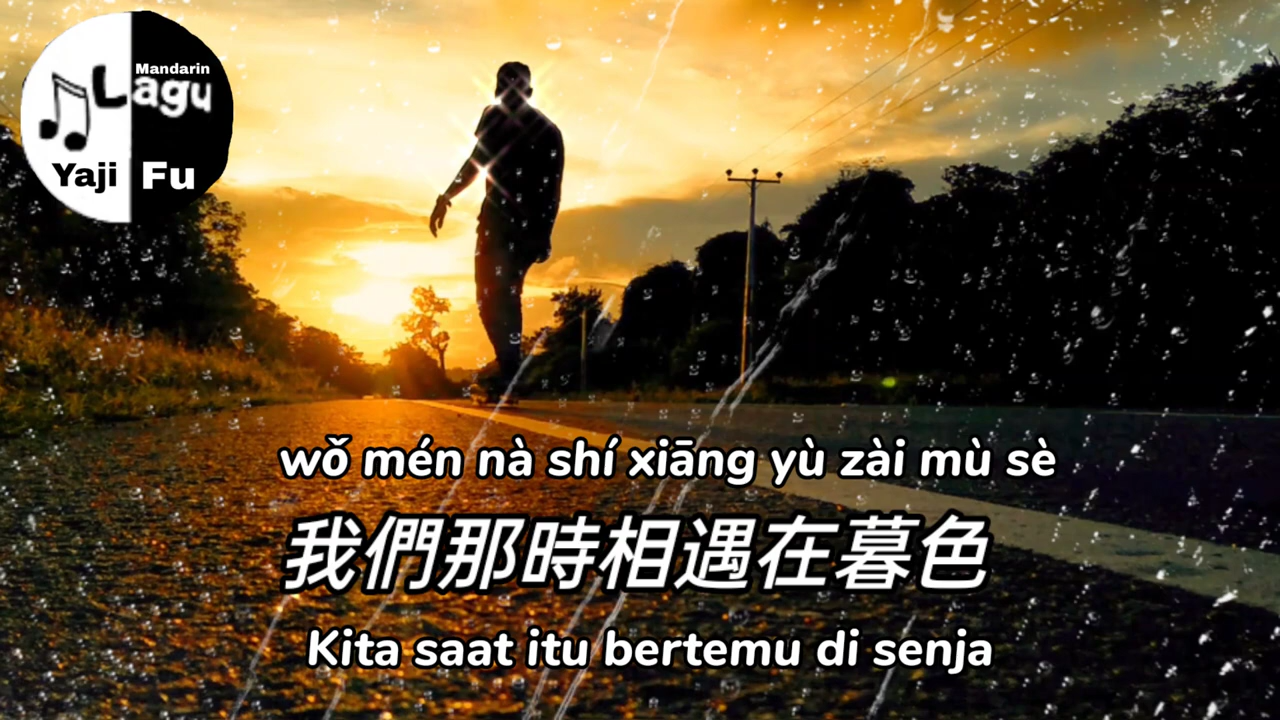 Mandarin
Lagu
Yaji Fu
wǒ mén nà shí xiāng yù zài mù sè
我們那時相遇在暮色
Kita saat itu bertemu di senja